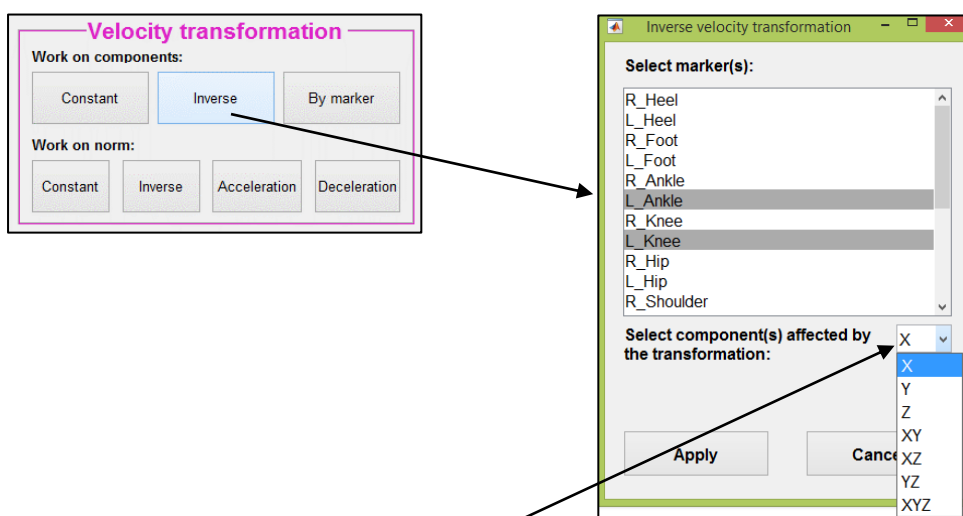 Velocity transformation
Work on components:
Constant Inverse By marker
Work on norm:
Constant Inverse Acceleration Deceleration
Inverse velocity transformation
Select marker(s):
R_Heel
L_Heel
R_Foot
L_Foot
R_Ankle
L_Ankle
R_Knee
L_Knee
R_Hip
L_Hip
R_Shoulder
Select component(s) affected by
the transformation:
X
X
Y
Z
XY
XZ
YZ
XYZ
Apply Cance